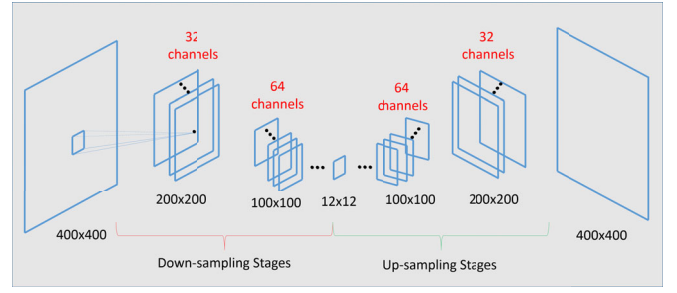 32
channels
32
channels
64
channels
64
channels
200x200
100x100
12x12
100x100
200x200
400x400
400x400
Down-sampling Stages
Up-sampling Stages